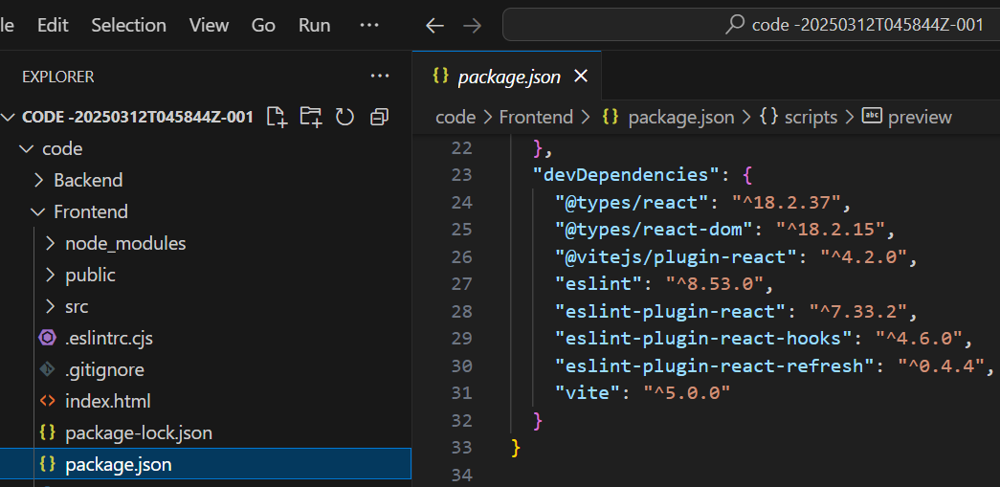 le Edit Selection View Go Run ...
code -20250312T045844Z-001
EXPLORER ...
package.json
CODE -20250312T045844Z-001
code > Frontend > {} package.json > {} scripts > abc preview
code
Backend
Frontend
node_modules
public
src
.eslintrc.cjs
.gitignore
index.html
{} package-lock.json
{} package.json
22 },
23 "devDependencies": {
24 "@types/react": "^18.2.37",
25 "@types/react-dom": "^18.2.15",
26 "@vitejs/plugin-react": "^4.2.0",
27 "eslint": "^8.53.0",
28 "eslint-plugin-react": "^7.33.2",
29 "eslint-plugin-react-hooks": "^4.6.0",
30 "eslint-plugin-react-refresh": "^0.4.4",
31 "vite": "^5.0.0"
32 }
33 }
34